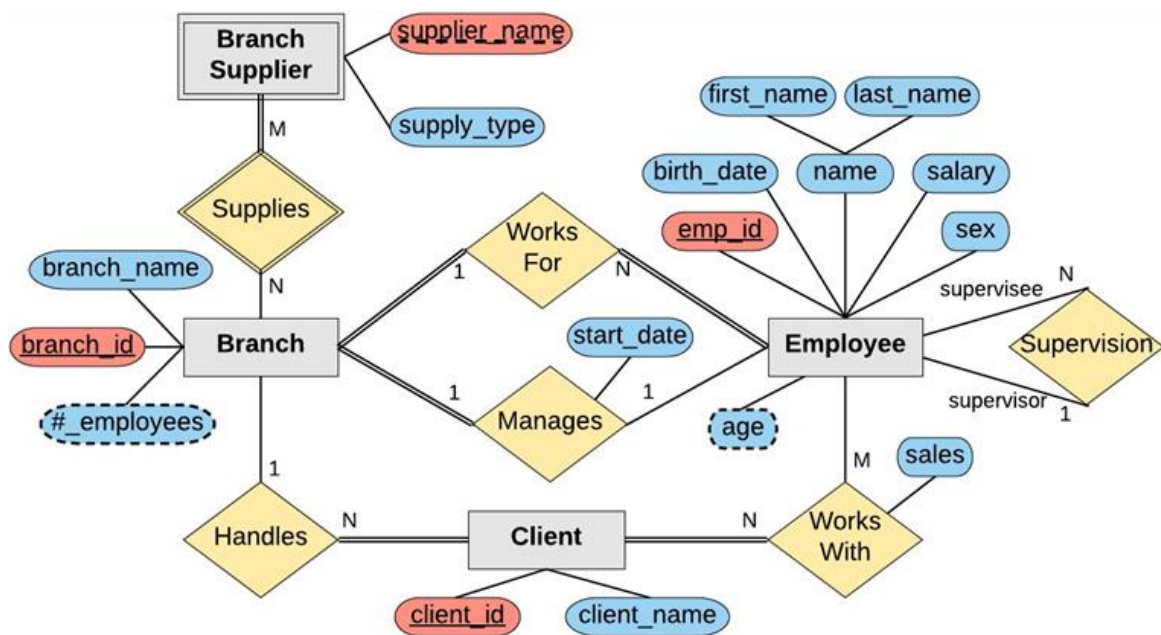 Branch
Supplier
supplier_name
supply_type
M
Supplies
N
first_name
last_name
birth_date
name
salary
emp_id
sex
branch_name
branch_id
#_employees
Branch
1
Works
For
N
1
start_date
Manages
1
Employee
supervisee
N
Supervision
supervisor
1
age
M
sales
Works
With
1
Handles
N
Client
N
client_id
client_name